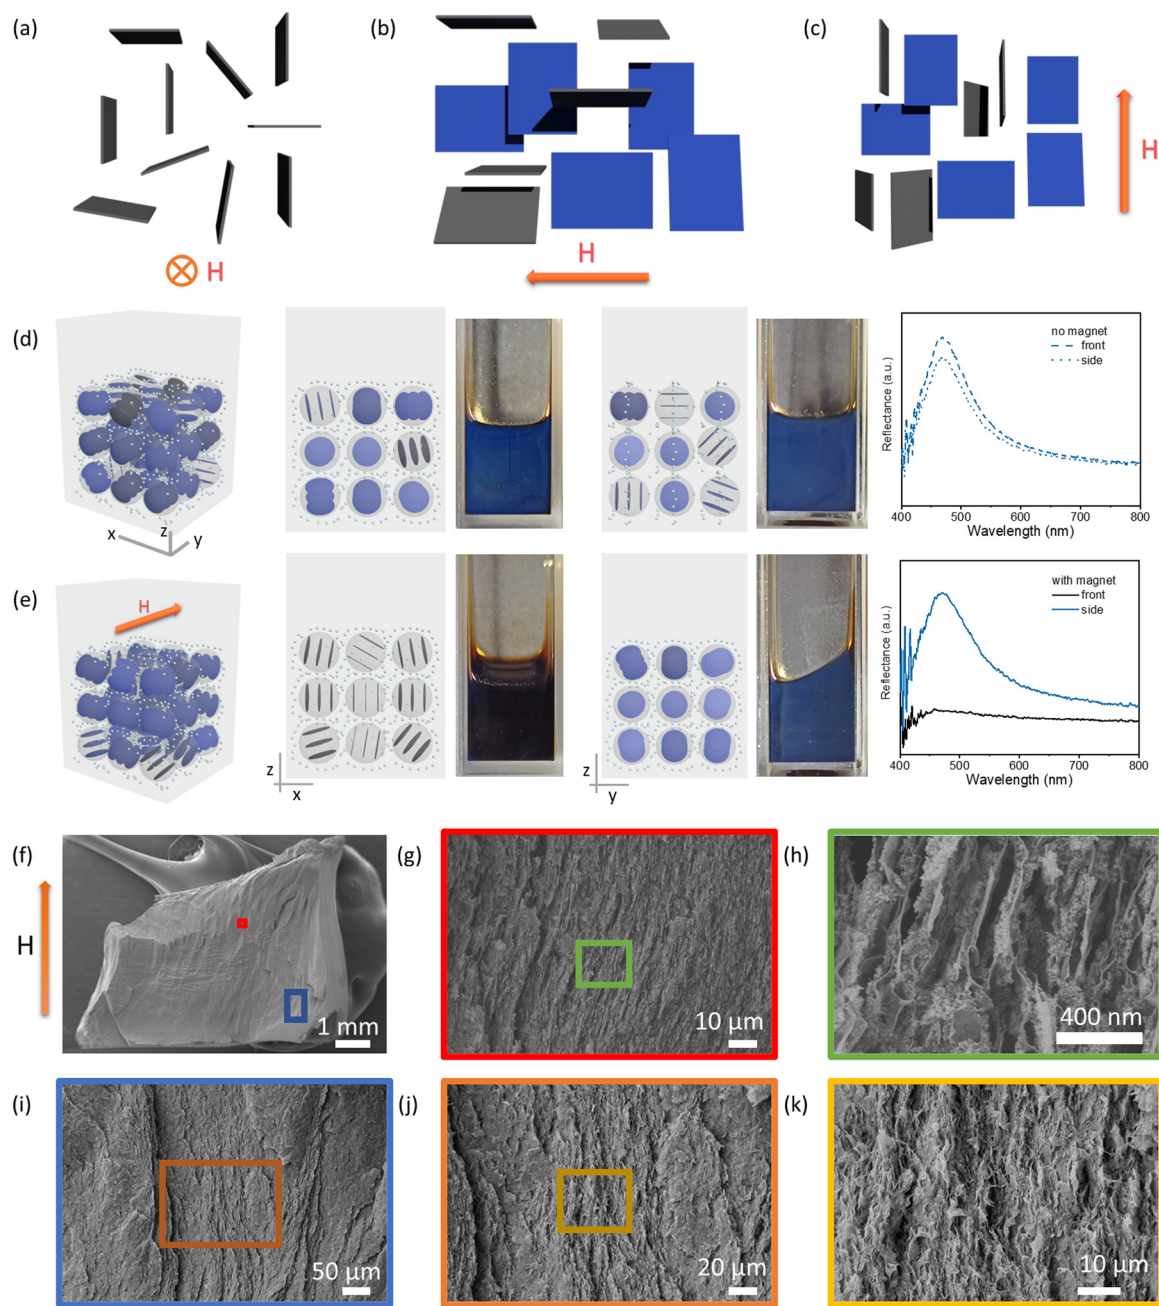 (a)
H
(b)
H
(c)
H
(d)
x
z
y
no magnet
front
side
Reflectance (a.u.)
400 500 600 700 800
Wavelength (nm)
(e)
H
z
x
z
y
with magnet
front
side
Reflectance (a.u.)
400 500 600 700 800
Wavelength (nm)
(f)
H
1 mm
(g)
10 μm
(h)
400 nm
(i)
50 μm
(j)
20 μm
(k)
10 μm